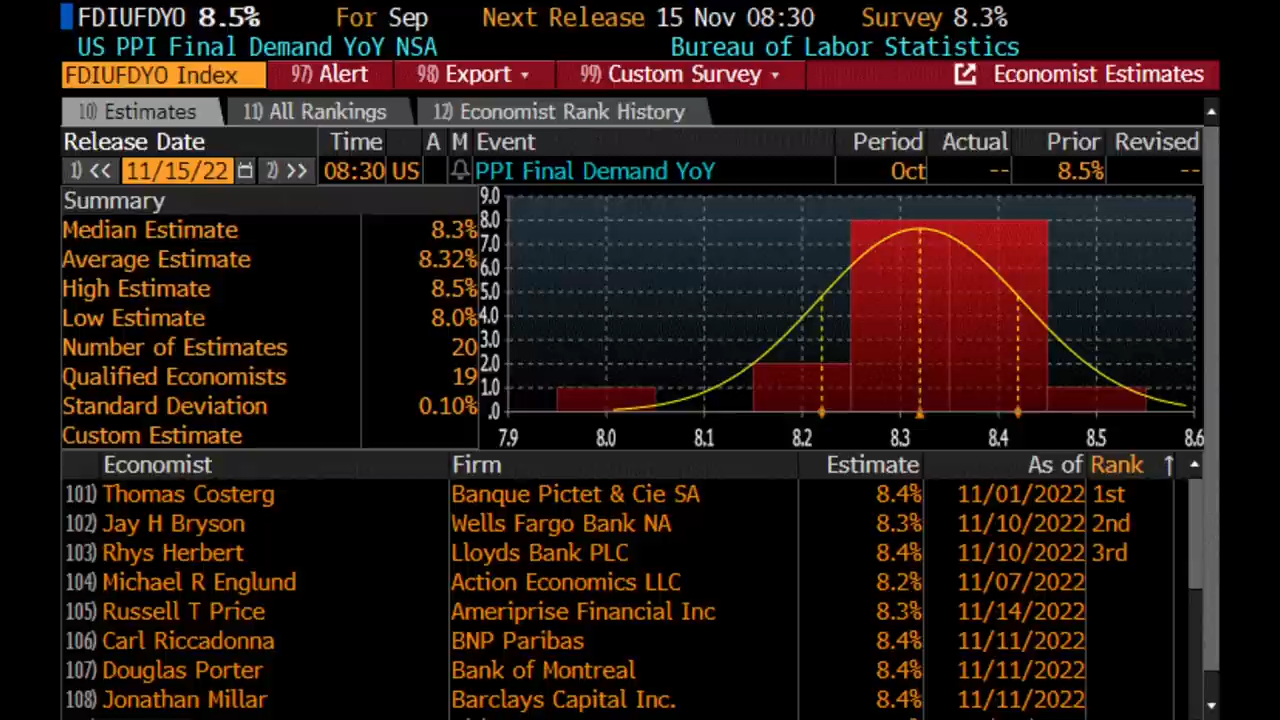 FDIUFDYO 8.5% For Sep Next Release 15 Nov 08:30 Survey 8.3%
US PPI Final Demand YoY NSA Bureau of Labor Statistics
FDIUFDYO Index 97) Alert 98) Export 99) Custom Survey Economist Estimates
10) Estimates 11) All Rankings 12) Economist Rank History
Release Date Time A M Event Period Actual Prior Revised
1) << 11/15/22 2) >> 08:30 US PPI Final Demand YoY Oct -- 8.5% --
Summary
Median Estimate 8.3%
Average Estimate 8.32%
High Estimate 8.5%
Low Estimate 8.0%
Number of Estimates 20
Qualified Economists 19
Standard Deviation 0.10%
Custom Estimate
9.0
8.0
7.0
6.0
5.0
4.0
3.0
2.0
1.0
.0
7.9 8.0 8.1 8.2 8.3 8.4 8.5 8.6
Economist Firm Estimate As of Rank ↑
101) Thomas Costerg Banque Pictet & Cie SA 8.4% 11/01/2022 1st
102) Jay H Bryson Wells Fargo Bank NA 8.3% 11/10/2022 2nd
103) Rhys Herbert Lloyds Bank PLC 8.4% 11/10/2022 3rd
104) Michael R Englund Action Economics LLC 8.2% 11/07/2022
105) Russell T Price Ameriprise Financial Inc 8.3% 11/14/2022
106) Carl Riccadonna BNP Paribas 8.4% 11/11/2022
107) Douglas Porter Bank of Montreal 8.4% 11/11/2022
108) Jonathan Millar Barclays Capital Inc. 8.4% 11/11/2022